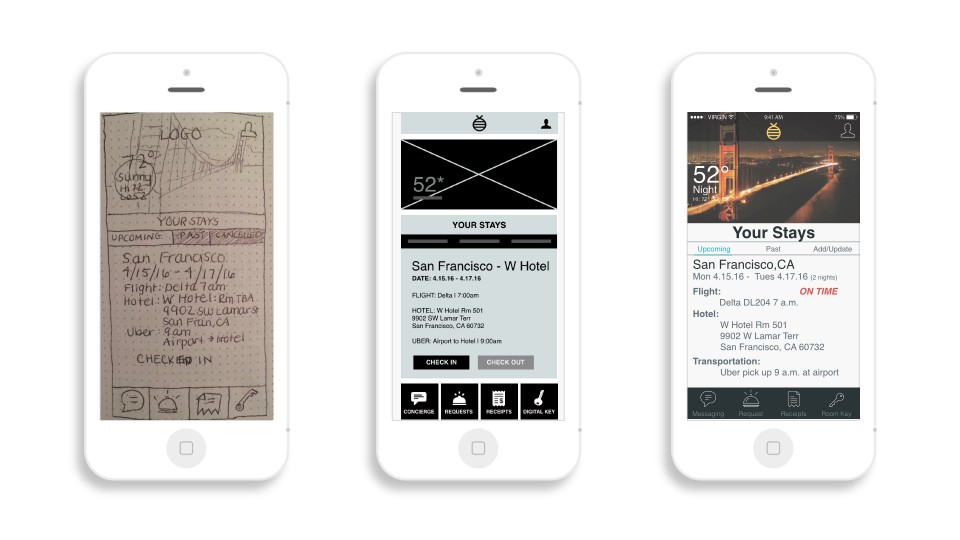 LOGO
72°
Sunny
Hi 72
Lo 52
YOUR STAYS
UPCOMING PAST CANCELLED
San Francisco
4/15/16 - 4/17/16
Flight: Delta 7am
Hotel: W Hotel: Rm TBA
9902 SW Lamar St
San Fran, CA
Uber: 9am
Airport → Hotel
CHECKED IN
52*
YOUR STAYS
San Francisco - W Hotel
DATE: 4.15.16 - 4.17.16
FLIGHT: Delta | 7:00am
HOTEL: W Hotel Rm 501
9902 SW Lamar Terr
San Francisco, CA 60732
UBER: Airport to Hotel | 9:00am
CHECK IN CHECK OUT
CONCIERGE REQUESTS RECEIPTS DIGITAL KEY
VIRGIN 9:41 AM 75%
52°
Night
Hi: 72°
Your Stays
Upcoming Past Add/Update
San Francisco,CA
Mon 4.15.16 - Tues 4.17.16 (2 nights)
Flight: ON TIME
Delta DL204 7 a.m.
Hotel:
W Hotel Rm 501
9902 W Lamar Terr
San Francisco, CA 60732
Transportation:
Uber pick up 9 a.m. at airport
Messaging Request Receipts Room Key